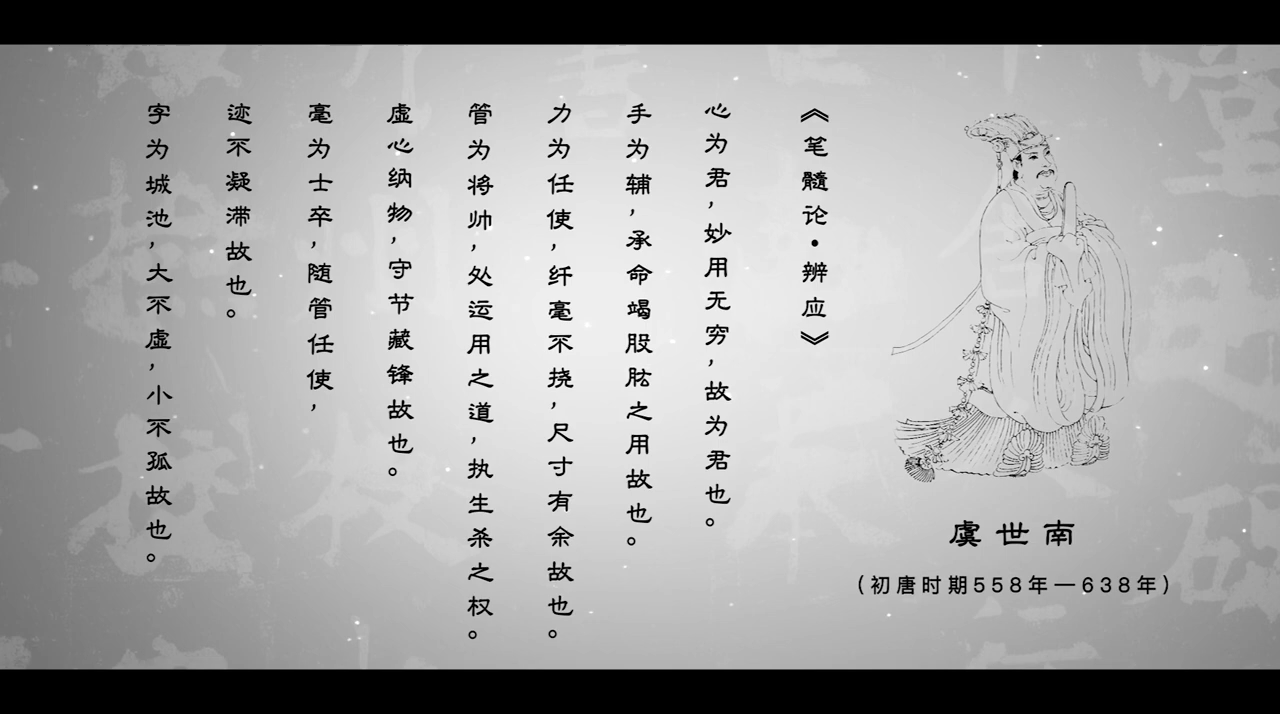 《笔髓论•辨应》
心为君，妙用无穷，故为君也。
手为辅，承命竭股肱之用故也。
力为任使，纤毫不挠，尺寸有余故也。
管为将帅，处运用之道，执生杀之权。
虚心纳物，守节藏锋故也。
毫为士卒，随管任使，
迹不凝滞故也。
字为城池，大不虚，小不孤故也。
虞世南
（初唐时期558年—638年）